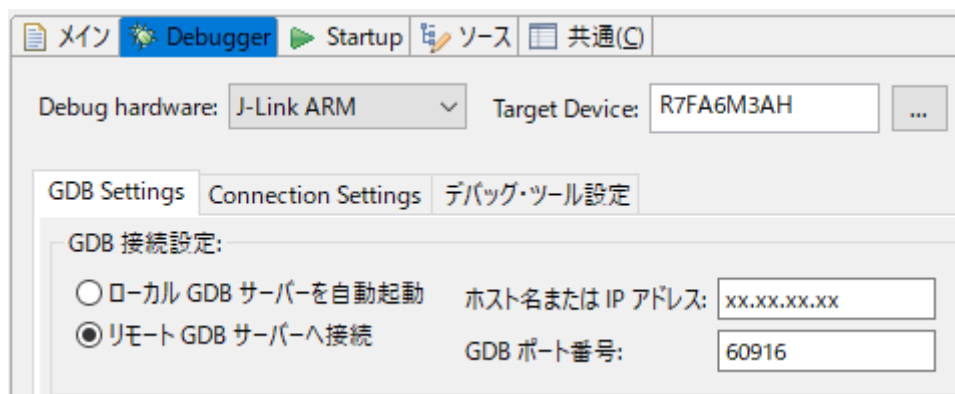 メイン Debugger Startup ソース 共通(C)
Debug hardware: J-Link ARM Target Device: R7FA6M3AH ...
GDB Settings Connection Settings デバッグ・ツール設定
GDB 接続設定:
ローカル GDB サーバーを自動起動 ホスト名または IP アドレス: xx.xx.xx.xx
リモート GDB サーバーへ接続 GDB ポート番号: 60916